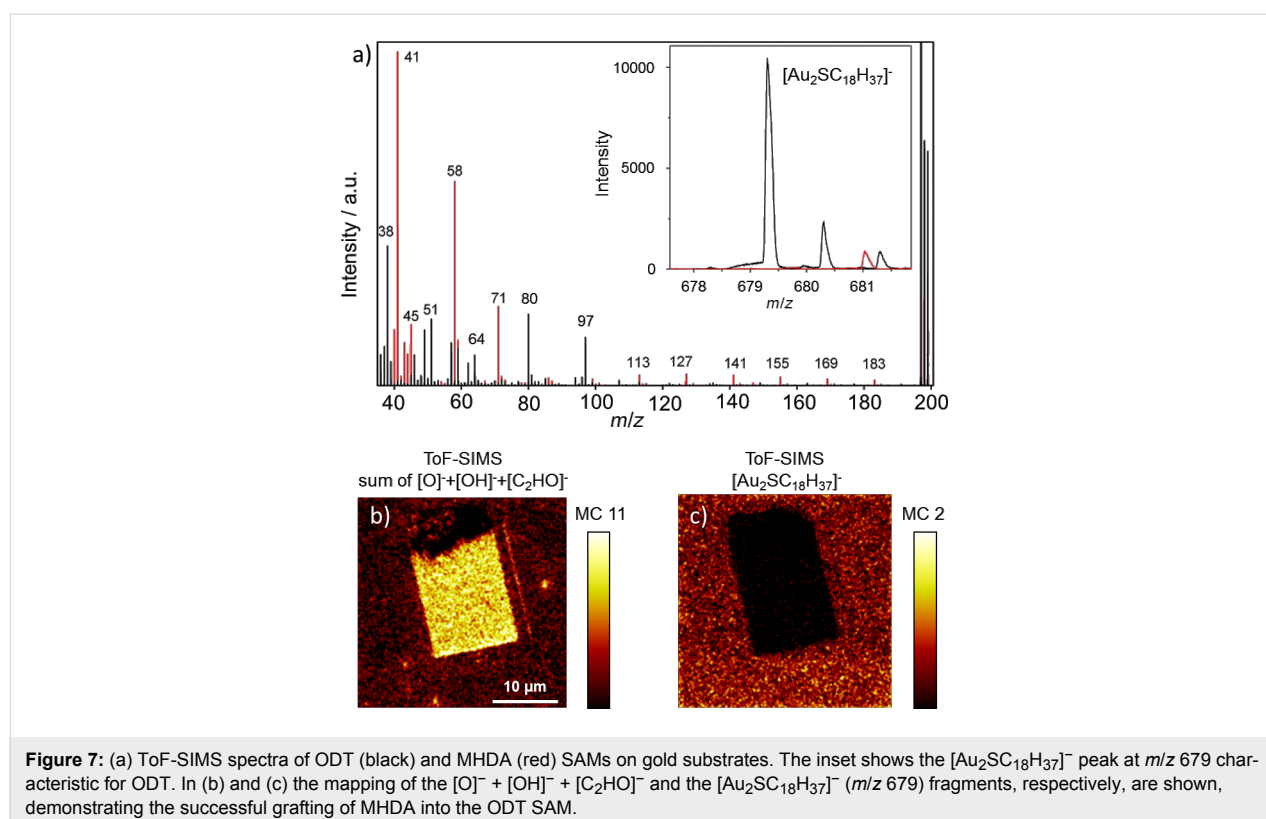 a)
41
[Au₂SC₁₈H₃₇]⁻
10000
5000
0
Intensity
678 679 680 681
m/z
Intensity / a.u.
58
38
45
51
64
71
80
97
113
127
141
155
169
183
40 60 80 100 120 140 160 180 200
m/z
ToF-SIMS
sum of [O]⁻+[OH]⁻+[C₂HO]⁻
b)
MC 11
10 µm
ToF-SIMS
[Au₂SC₁₈H₃₇]⁻
c)
MC 2
Figure 7: (a) ToF-SIMS spectra of ODT (black) and MHDA (red) SAMs on gold substrates. The inset shows the [Au₂SC₁₈H₃₇]⁻ peak at m/z 679 char-
acteristic for ODT. In (b) and (c) the mapping of the [O]⁻ + [OH]⁻ + [C₂HO]⁻ and the [Au₂SC₁₈H₃₇]⁻ (m/z 679) fragments, respectively, are shown,
demonstrating the successful grafting of MHDA into the ODT SAM.